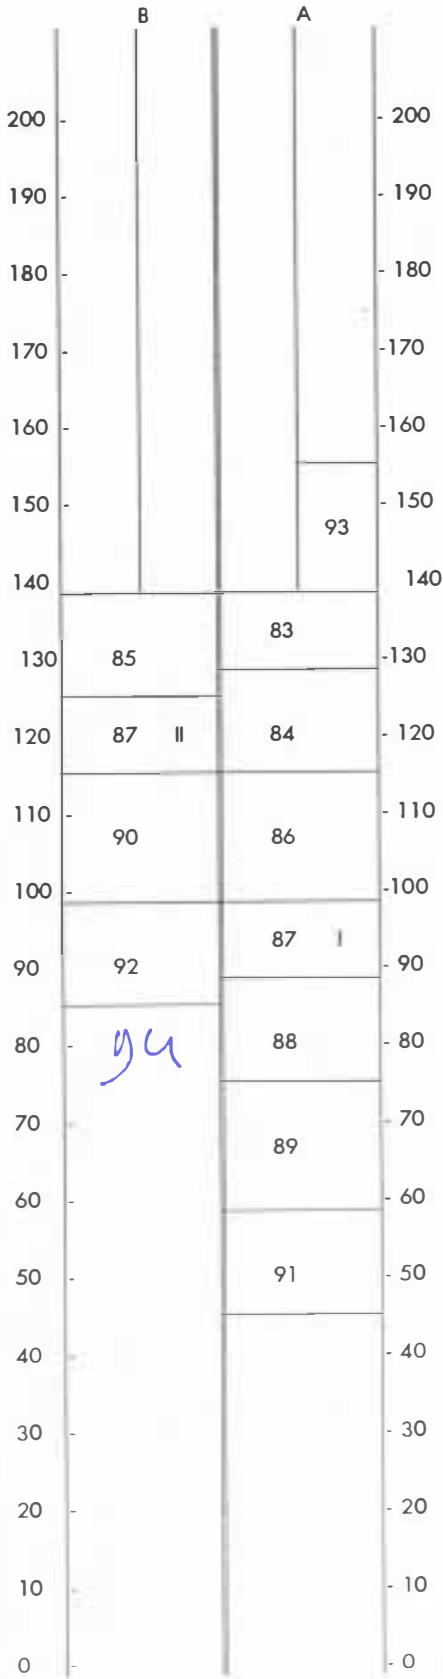 B A
200 - - 200
190 - - 190
180 - - 180
170 - -170
160 - -160
150 - - 150
93
140 140
83
130 85 -130
120 - 87 II 84 - 120
110 - - 110
90 86
100 - - 100
87 I
90 92 - 90
80 - 94 88 - 80
70 - - 70
89
60 - - 60
50 - 91 - 50
40 - - 40
30 - - 30
20 - - 20
10 - - 10
0 - - 0